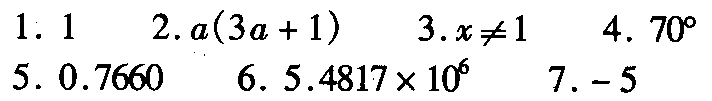 1. 1 2. a(3a + 1) 3. x ≠ 1 4. 70°
5. 0.7660 6. 5.4817 × 10⁶ 7. − 5